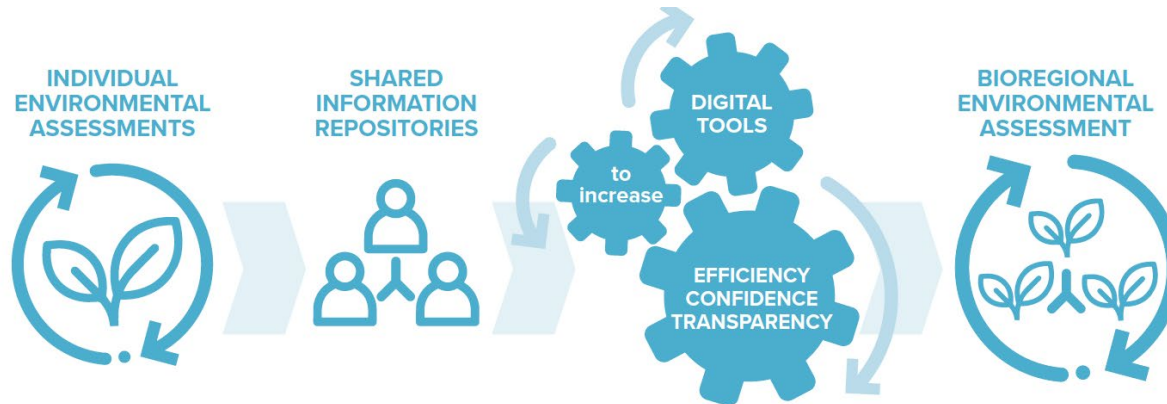 INDIVIDUAL
ENVIRONMENTAL
ASSESSMENTS
SHARED
INFORMATION
REPOSITORIES
DIGITAL
TOOLS
to
increase
EFFICIENCY
CONFIDENCE
TRANSPARENCY
BIOREGIONAL
ENVIRONMENTAL
ASSESSMENT